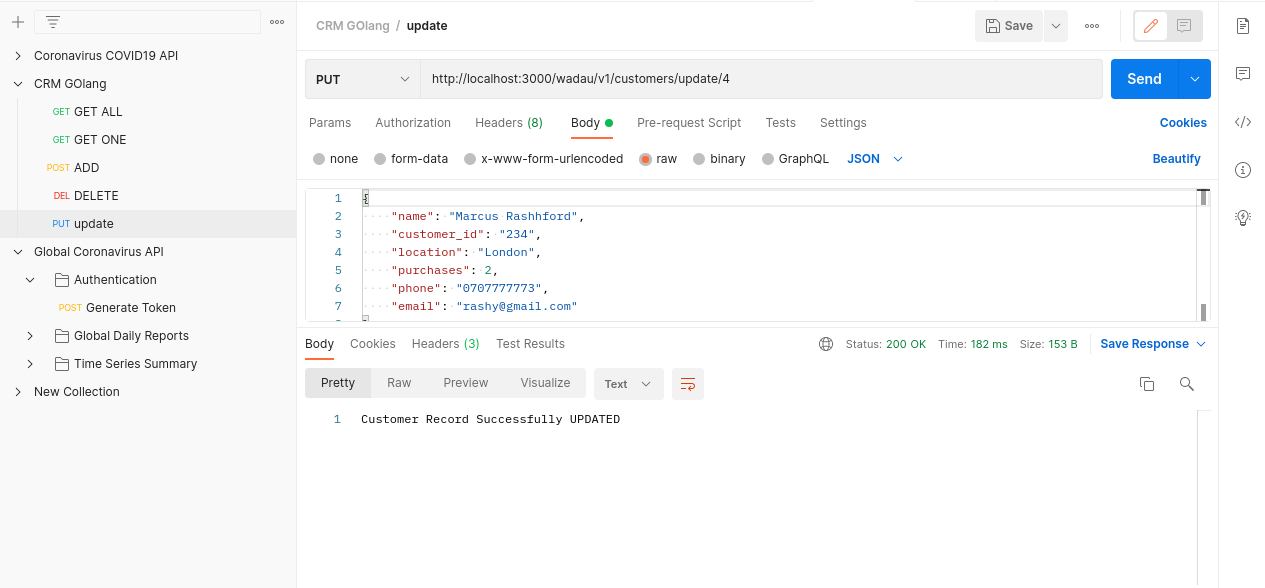 CRM GOlang / update
Save
Coronavirus COVID19 API
CRM GOlang
GET GET ALL
GET GET ONE
POST ADD
DEL DELETE
PUT update
Global Coronavirus API
Authentication
POST Generate Token
Global Daily Reports
Time Series Summary
New Collection
PUT http://localhost:3000/wadau/v1/customers/update/4 Send
Params Authorization Headers (8) Body Pre-request Script Tests Settings Cookies
none form-data x-www-form-urlencoded raw binary GraphQL JSON Beautify
1 {
2 "name": "Marcus Rashhford",
3 "customer_id": "234",
4 "location": "London",
5 "purchases": 2,
6 "phone": "0707777773",
7 "email": "rashy@gmail.com"
Body Cookies Headers (3) Test Results Status: 200 OK Time: 182 ms Size: 153 B Save Response
Pretty Raw Preview Visualize Text
1 Customer Record Successfully UPDATED